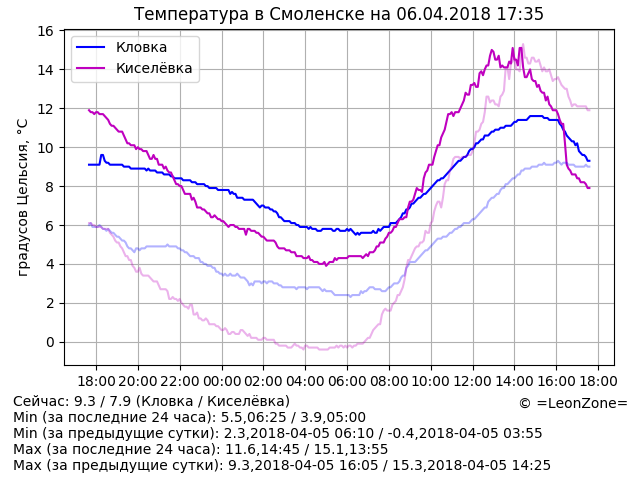 Температура в Смоленске на 06.04.2018 17:35
градусов Цельсия, °C
16
14
12
10
8
6
4
2
0
Кловка
Киселёвка
18:00 20:00 22:00 00:00 02:00 04:00 06:00 08:00 10:00 12:00 14:00 16:00 18:00
Сейчас: 9.3 / 7.9 (Кловка / Киселёвка)
© =LeonZone=
Min (за последние 24 часа): 5.5,06:25 / 3.9,05:00
Min (за предыдущие сутки): 2.3,2018-04-05 06:10 / -0.4,2018-04-05 03:55
Max (за последние 24 часа): 11.6,14:45 / 15.1,13:55
Max (за предыдущие сутки): 9.3,2018-04-05 16:05 / 15.3,2018-04-05 14:25